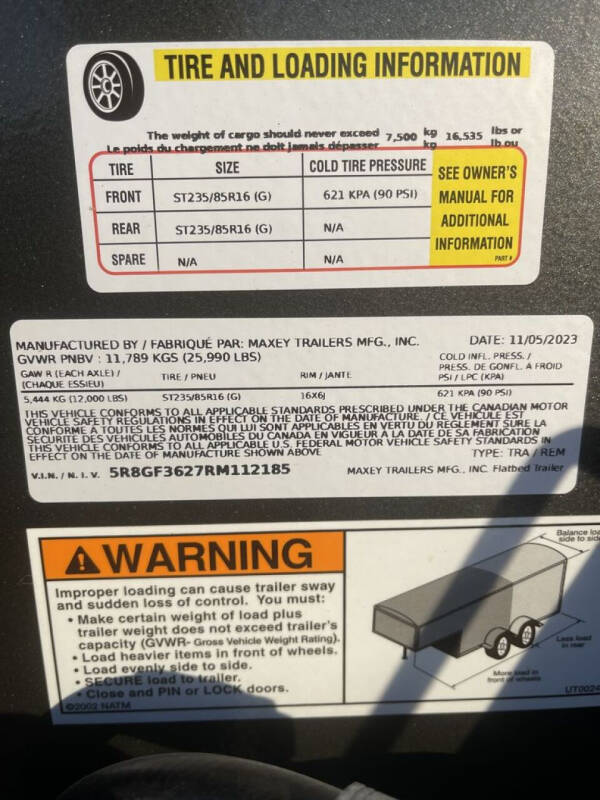 TIRE AND LOADING INFORMATION
The weight of cargo should never exceed 7,500 kg 16,535 lbs or
Le poids du chargement ne doit jamais dépasser kg lb ou
TIRE SIZE COLD TIRE PRESSURE SEE OWNER'S
FRONT ST235/85R16 (G) 621 KPA (90 PSI) MANUAL FOR
REAR ST235/85R16 (G) N/A ADDITIONAL
SPARE N/A N/A INFORMATION
PART #
MANUFACTURED BY / FABRIQUÉ PAR: MAXEY TRAILERS MFG., INC. DATE: 11/05/2023
GVWR PNBV : 11,789 KGS (25,990 LBS) COLD INFL. PRESS. /
GAW R (EACH AXLE) / TIRE / PNEU RIM / JANTE PRESS. DE GONFL. A FROID
(CHAQUE ESSIEU) PSI / LPC (KPA)
5,444 KG (12,000 LBS) ST235/85R16 (G) 16X6J 621 KPA (90 PSI)
THIS VEHICLE CONFORMS TO ALL APPLICABLE STANDARDS PRESCRIBED UNDER THE CANADIAN MOTOR
VEHICLE SAFETY REGULATIONS IN EFFECT ON THE DATE OF MANUFACTURE. / CE VEHICULE EST
CONFORME A TOUTES LES NORMES QUI LUI SONT APPLICABLES EN VERTU DU REGLEMENT SUR LA
SECURITE DES VEHICULES AUTOMOBILES DU CANADA EN VIGUEUR A LA DATE DE SA FABRICATION
THIS VEHICLE CONFORMS TO ALL APPLICABLE U.S. FEDERAL MOTOR VEHICLE SAFETY STANDARDS IN
EFFECT ON THE DATE OF MANUFACTURE SHOWN ABOVE TYPE: TRA / REM
V.I.N. / N. I. V. 5R8GF3627RM112185 MAXEY TRAILERS MFG., INC. Flatbed Trailer
WARNING
Improper loading can cause trailer sway
and sudden loss of control. You must:
• Make certain weight of load plus
trailer weight does not exceed trailer's
capacity (GVWR- Gross Vehicle Weight Rating).
• Load heavier items in front of wheels.
• Load evenly side to side.
• SECURE load to trailer.
• Close and PIN or LOCK doors.
©2002 NATM
Balance
side to
Less load
in rear
More load in
front of wheels